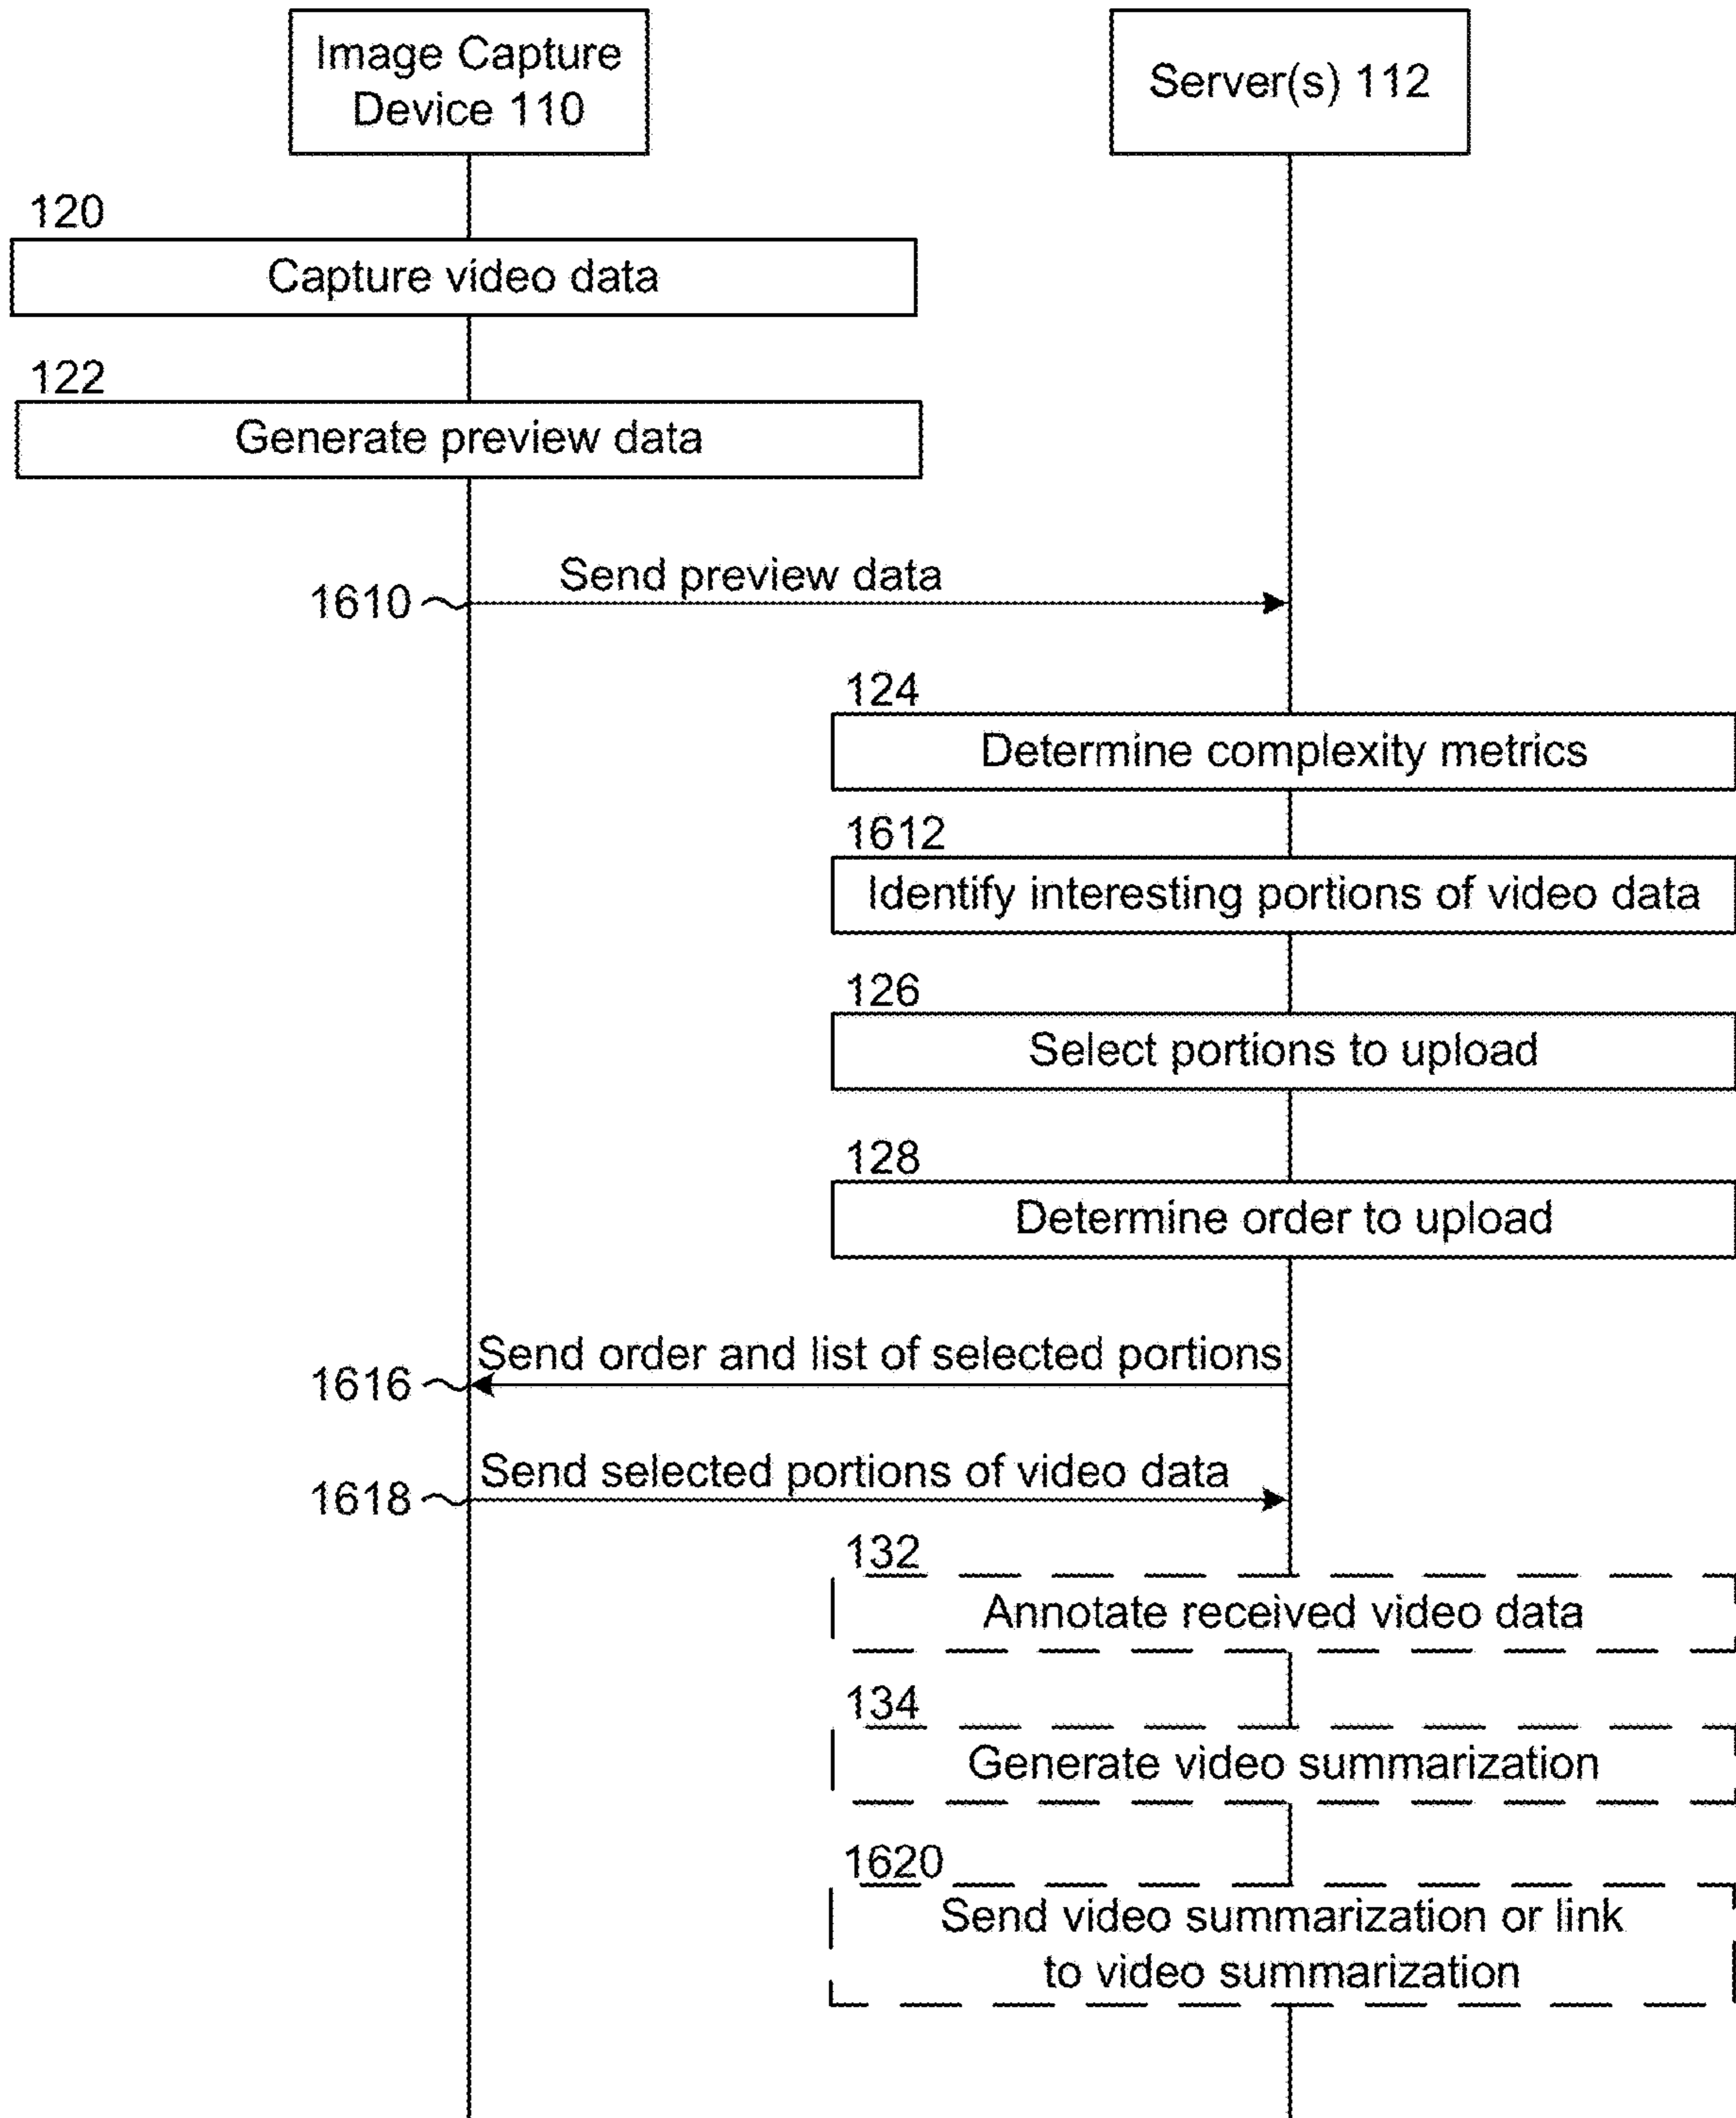 Image Capture
Device 110
Server(s) 112
120
Capture video data
122
Generate preview data
Send preview data
1610
124
Determine complexity metrics
1612
Identify interesting portions of video data
126
Select portions to upload
128
Determine order to upload
Send order and list of selected portions
1616
Send selected portions of video data
1618
132
Annotate received video data
134
Generate video summarization
1620
Send video summarization or link
to video summarization